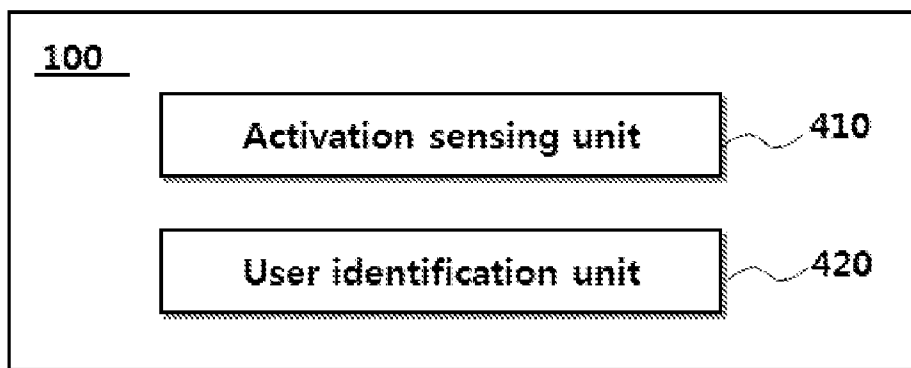 100
Activation sensing unit
410
User identification unit
420